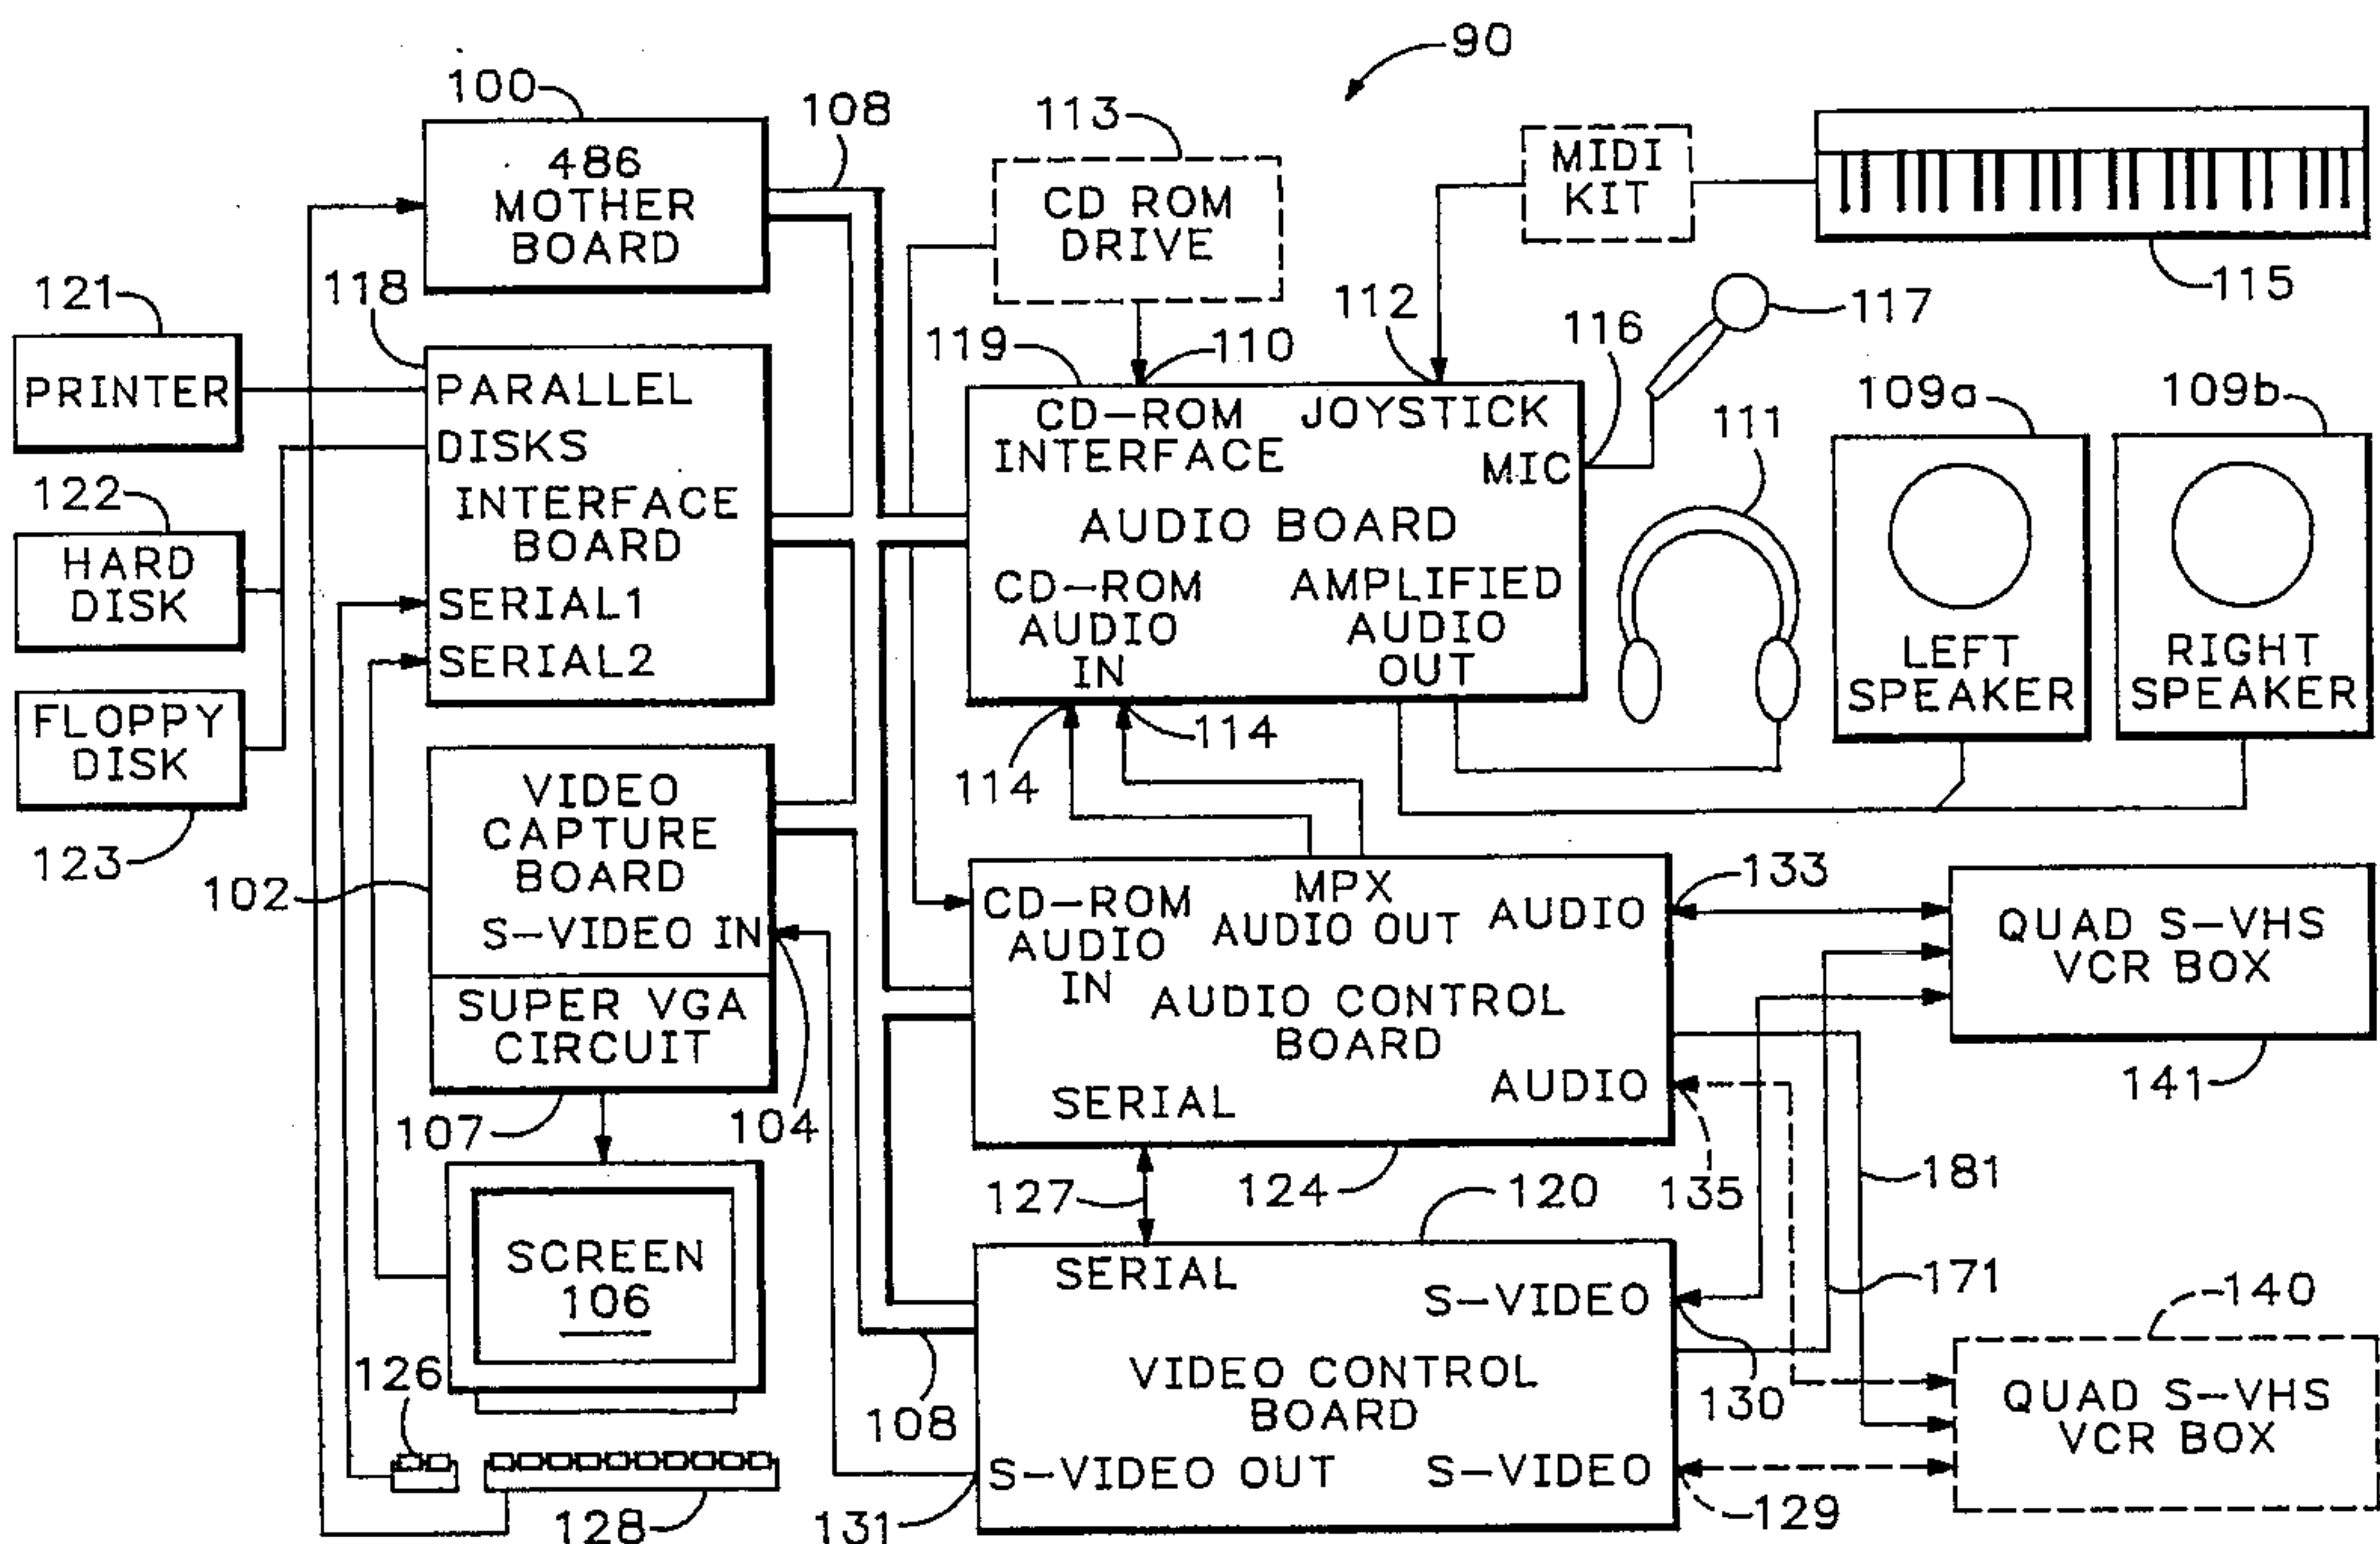 90
100
486
MOTHER
BOARD
108
113
CD ROM
DRIVE
MIDI
KIT
115
121
PRINTER
118
PARALLEL
DISKS
INTERFACE
BOARD
SERIAL1
SERIAL2
122
HARD
DISK
FLOPPY
DISK
123
119
110
112
116
117
CD-ROM
INTERFACE
JOYSTICK
MIC
AUDIO BOARD
CD-ROM
AUDIO
IN
AMPLIFIED
AUDIO
OUT
114
114
111
109a
LEFT
SPEAKER
109b
RIGHT
SPEAKER
102
VIDEO
CAPTURE
BOARD
S-VIDEO IN
SUPER VGA
CIRCUIT
107
104
SCREEN
106
126
128
CD-ROM
AUDIO
IN
MPX
AUDIO OUT
AUDIO
133
AUDIO CONTROL
BOARD
AUDIO
SERIAL
127
124
135
QUAD S-VHS
VCR BOX
141
181
171
120
SERIAL
S-VIDEO
130
VIDEO CONTROL
BOARD
108
S-VIDEO OUT
S-VIDEO
131
129
140
QUAD S-VHS
VCR BOX